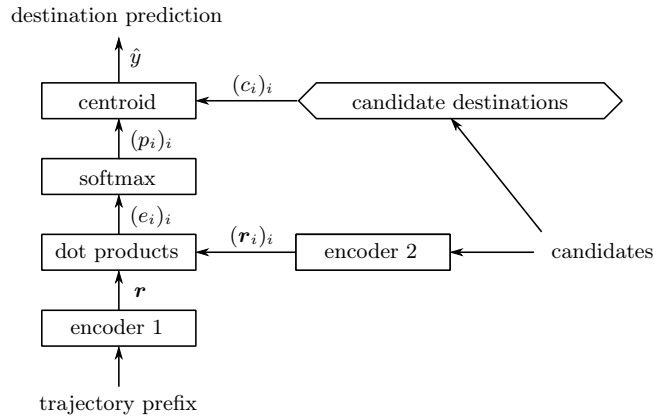 destination prediction
ŷ
centroid
(c_i)_i
candidate destinations
(p_i)_i
softmax
(e_i)_i
dot products
(r_i)_i
encoder 2
candidates
r
encoder 1
trajectory prefix